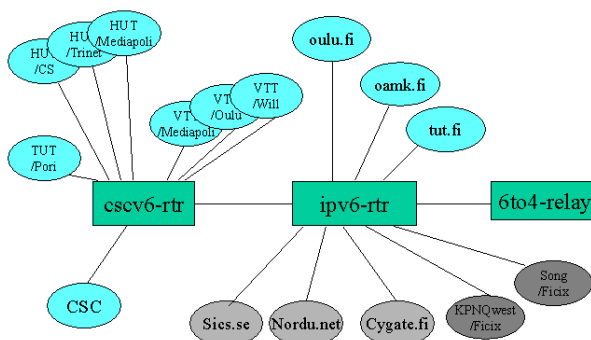 HUT
/Mediapoli
HU
/Trinet
HU
/CS
oulu.fi
oamk.fi
tut.fi
VTT
/Will
VT
/Oulu
VT
/Mediapoli
TUT
/Pori
cscv6-rtr
ipv6-rtr
6to4-relay
CSC
Sics.se
Nordu.net
Cygate.fi
KPNQwest
/Ficix
Song
/Ficix